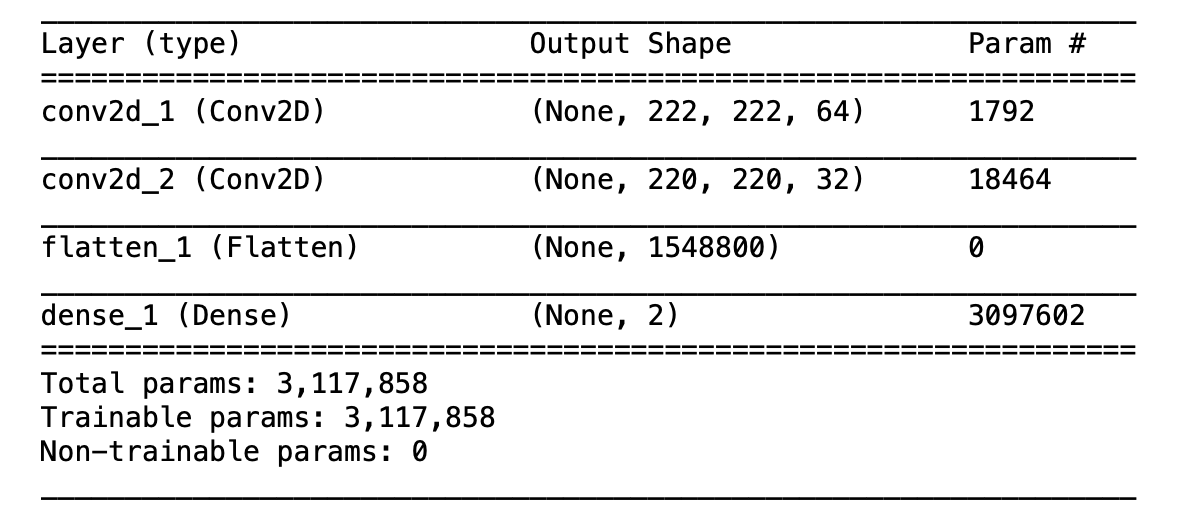 Layer (type) Output Shape Param #
=================================================================
conv2d_1 (Conv2D) (None, 222, 222, 64) 1792
conv2d_2 (Conv2D) (None, 220, 220, 32) 18464
flatten_1 (Flatten) (None, 1548800) 0
dense_1 (Dense) (None, 2) 3097602
=================================================================
Total params: 3,117,858
Trainable params: 3,117,858
Non-trainable params: 0